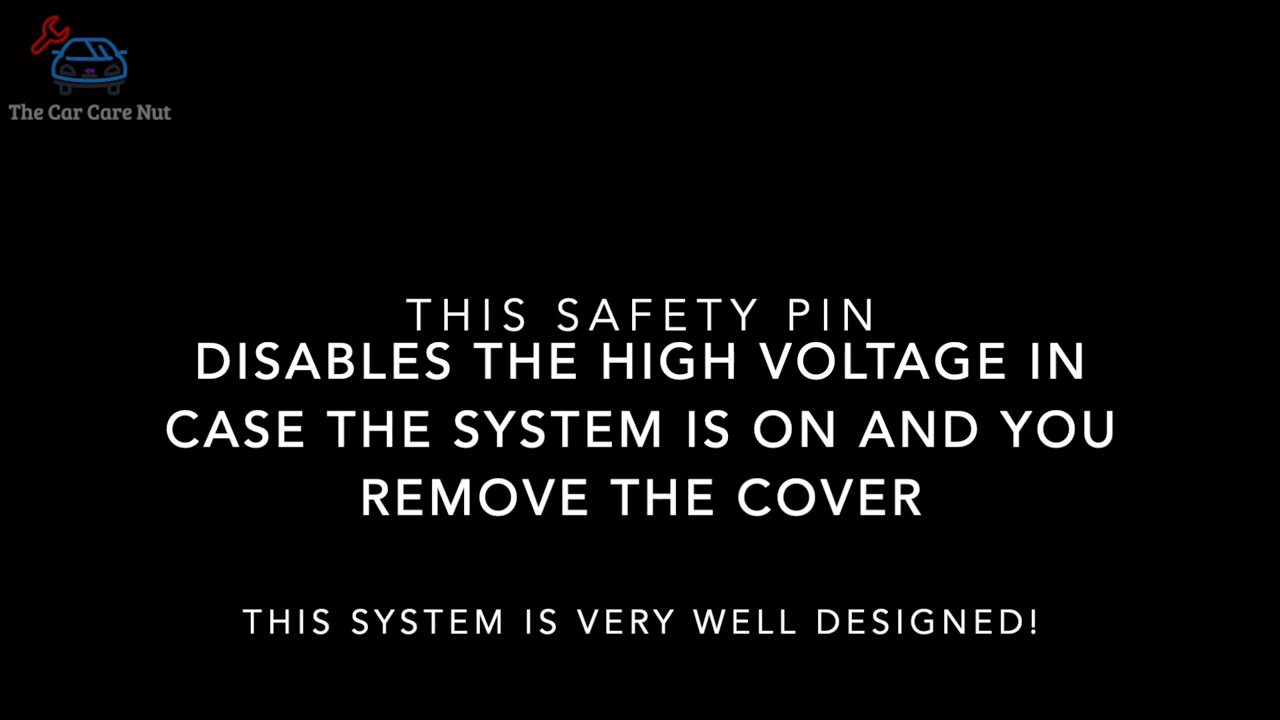 The Car Care Nut
THIS SAFETY PIN
DISABLES THE HIGH VOLTAGE IN
CASE THE SYSTEM IS ON AND YOU
REMOVE THE COVER
THIS SYSTEM IS VERY WELL DESIGNED!